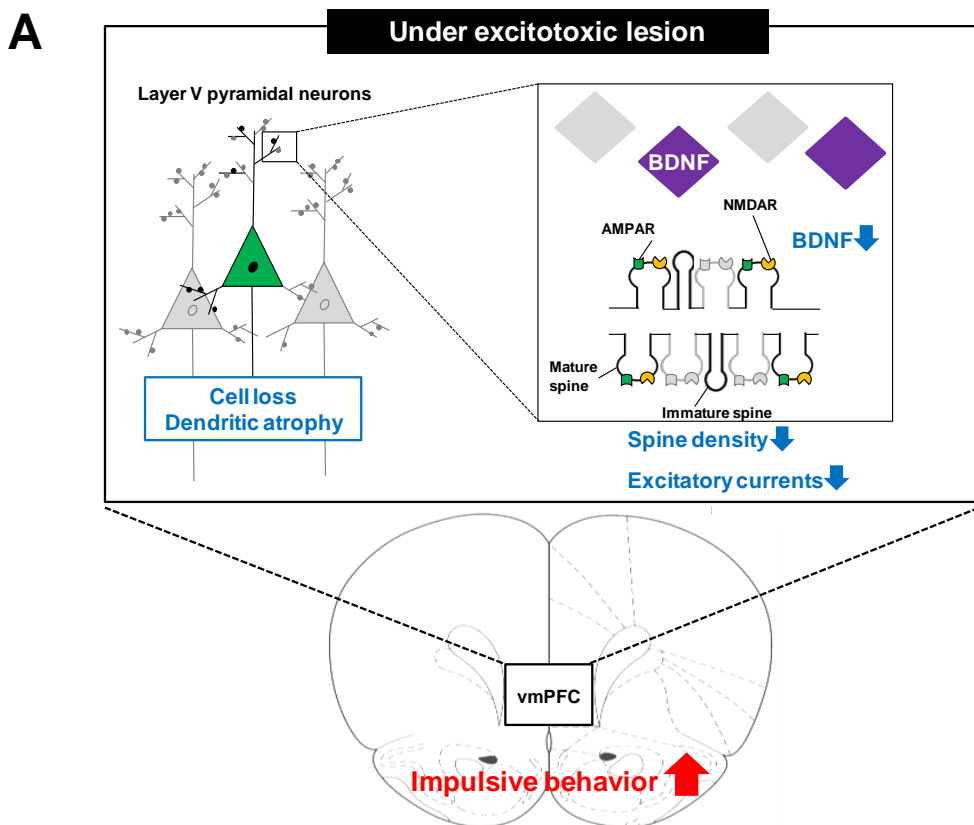 A
Under excitotoxic lesion
Layer V pyramidal neurons
BDNF
NMDAR
AMPAR
BDNF
Mature
spine
Immature spine
Cell loss
Dendritic atrophy
Spine density
Excitatory currents
vmPFC
Impulsive behavior